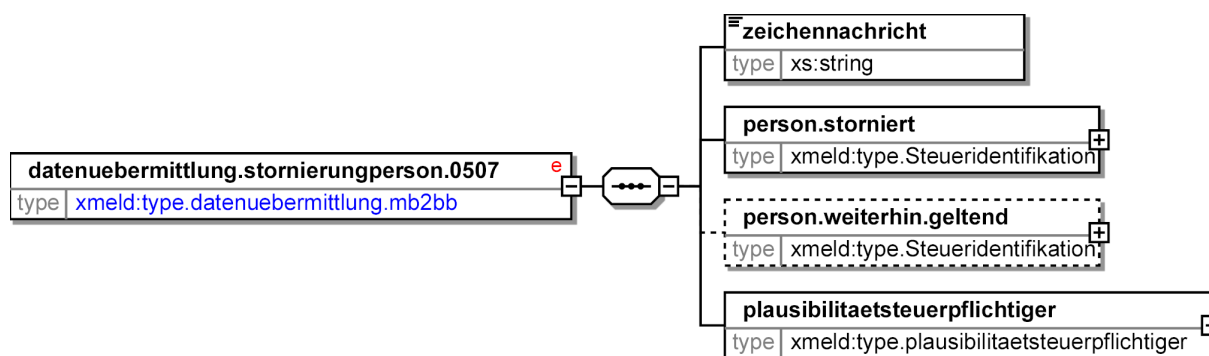 zeichennachricht
type xs:string
person.storniert
type xmeld:type.Steueridentifikation
datenuebermittlung.stornierungperson.0507 e
type xmeld:type.datenuebermittlung.mb2bb
person.weiterhin.geltend
type xmeld:type.Steueridentifikation
plausibilitaetsteuerpflichtiger
type xmeld:type.plausibilitaetsteuerpflichtiger